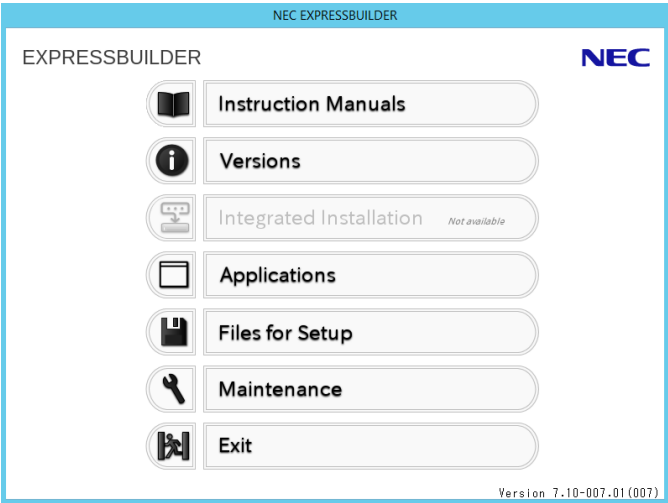 NEC EXPRESSBUILDER
EXPRESSBUILDER
NEC
Instruction Manuals
Versions
Integrated Installation Not available
Applications
Files for Setup
Maintenance
Exit
Version 7.10-007.01(007)